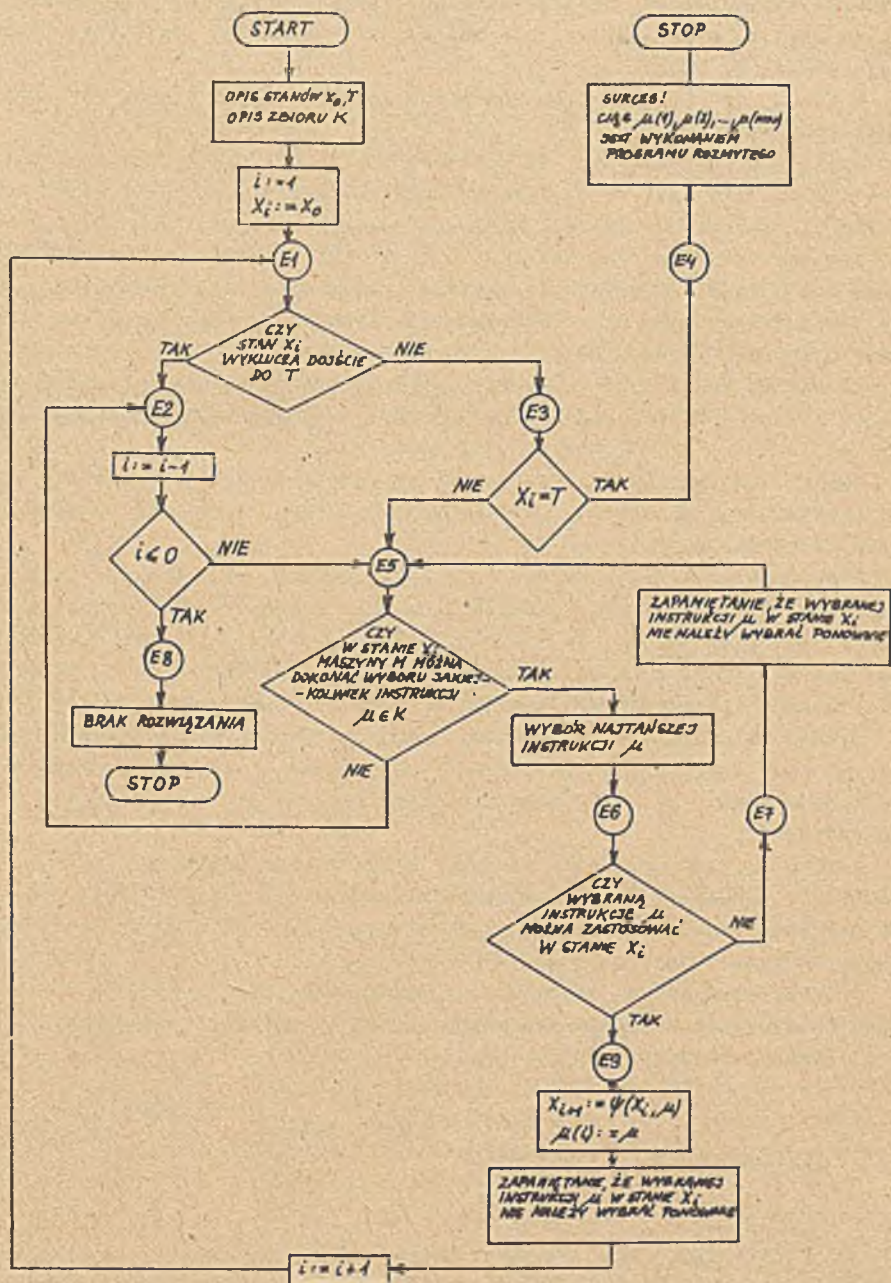 START
OPIS STANÓW X₀, T
OPIS ZBIORU K
i := 1
Xᵢ := X₀
E1
CZY
STAN Xᵢ
WYKLUCZA DOJŚCIE
DO T
TAK
NIE
E2
i := i-1
i ≤ 0
NIE
TAK
E8
BRAK ROZWIĄZANIA
STOP
E3
Xᵢ = T
NIE
TAK
E4
SUKCES!
CIĄG μ(1), μ(2), ...,
JEST WYKONANIEM
PROGRAMU ROZMYTEGO
STOP
E5
CZY
W STANIE Xᵢ
MASZYNY M MOŻNA
DOKONAĆ WYBORU JAKIEJ-
-KOLWIEK INSTRUKCJI
μ ∈ K
TAK
NIE
WYBÓR NAJTAŃSZEJ
INSTRUKCJI μ
E6
CZY
WYBRANĄ
INSTRUKCJĘ μ
MOŻNA ZASTOSOWAĆ
W STANIE Xᵢ
NIE
E7
ZAPAMIĘTANIE, ŻE WYBRANEJ
INSTRUKCJI μ W STANIE Xᵢ
NIE NALEŻY WYBRAĆ PONOWNIE
TAK
E9
Xᵢ₊₁ := ψ(Xᵢ, μ)
μ(i) := μ
ZAPAMIĘTANIE, ŻE WYBRANEJ
INSTRUKCJI μ W STANIE Xᵢ
NIE NALEŻY WYBRAĆ PONOWNIE
i := i+1